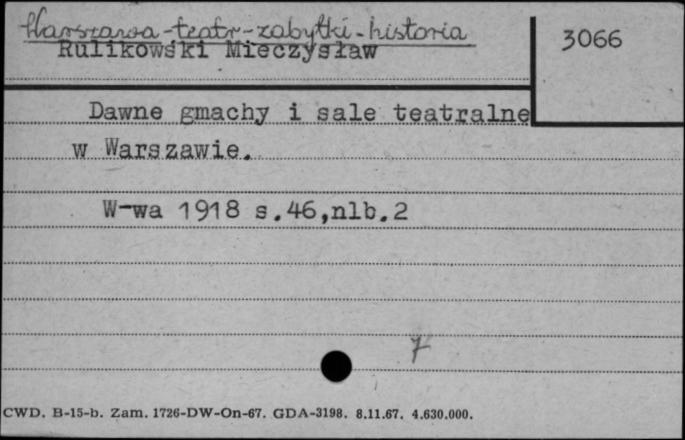 Warszawa-teatr-zabytki-historia
3066
Rulikowski Mieczysław
Dawne gmachy i sale teatralne
w Warszawie.
W-wa 1918 s.46,nlb.2
7
CWD. B-15-b. Zam. 1726-DW-On-67. GDA-3198. 8.11.67. 4.630.000.